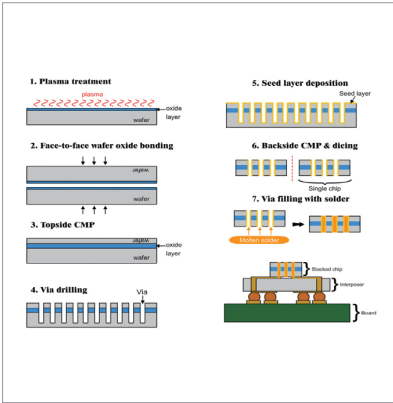 1. Plasma treatment
plasma
oxide
layer
wafer
2. Face-to-face wafer oxide bonding
wafer
wafer
3. Topside CMP
wafer
oxide
layer
wafer
4. Via drilling
Via
5. Seed layer deposition
Seed layer
6. Backside CMP & dicing
Single chip
7. Via filling with solder
Molten solder
Stacked chip
Interposer
Board